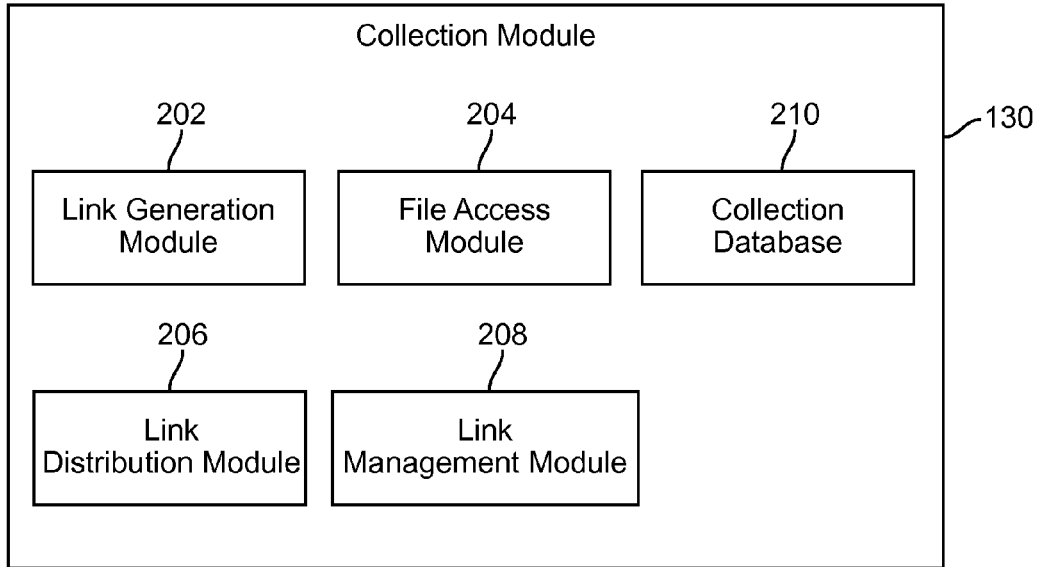 Collection Module
202
204
210
130
Link Generation
Module
File Access
Module
Collection
Database
206
208
Link
Distribution Module
Link
Management Module